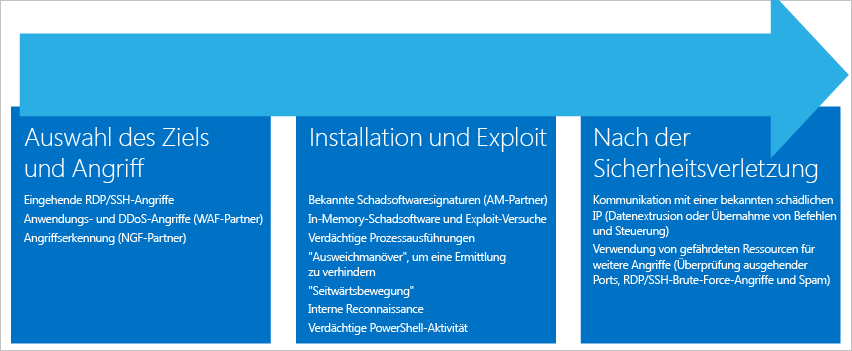 Auswahl des Ziels
und Angriff
Eingehende RDP/SSH-Angriffe
Anwendungs- und DDoS-Angriffe (WAF-Partner)
Angriffserkennung (NGF-Partner)
Installation und Exploit
Bekannte Schadsoftwaresignaturen (AM-Partner)
In-Memory-Schadsoftware und Exploit-Versuche
Verdächtige Prozessausführungen
"Ausweichmanöver", um eine Ermittlung
zu verhindern
"Seitwärtsbewegung"
Interne Reconnaissance
Verdächtige PowerShell-Aktivität
Nach der
Sicherheitsverletzung
Kommunikation mit einer bekannten schädlichen
IP (Datenextrusion oder Übernahme von Befehlen
und Steuerung)
Verwendung von gefährdeten Ressourcen für
weitere Angriffe (Überprüfung ausgehender
Ports, RDP/SSH-Brute-Force-Angriffe und Spam)